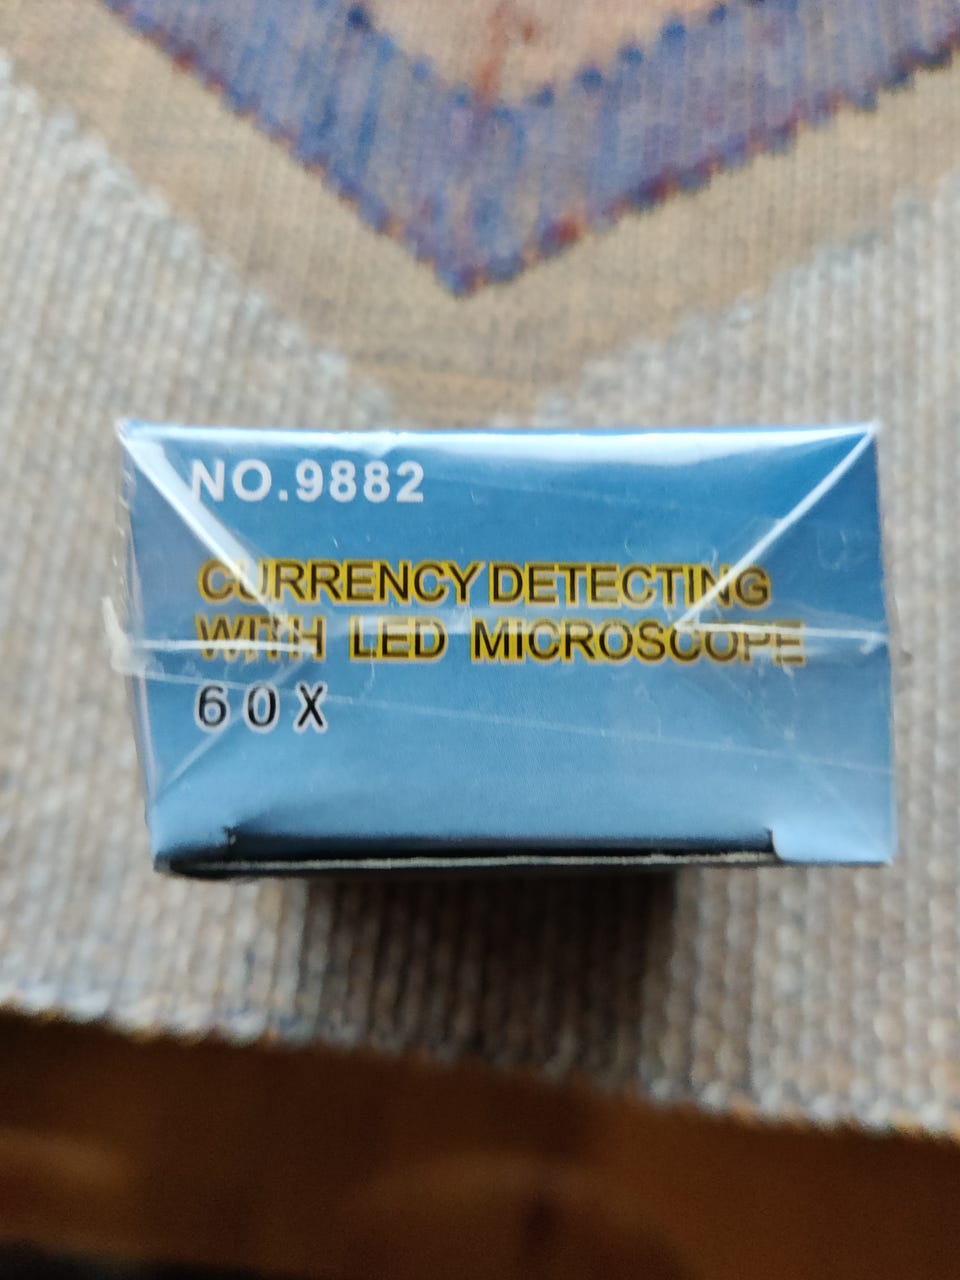 NO.9882
CURRENCY DETECTING
WITH LED MICROSCOPE
60X